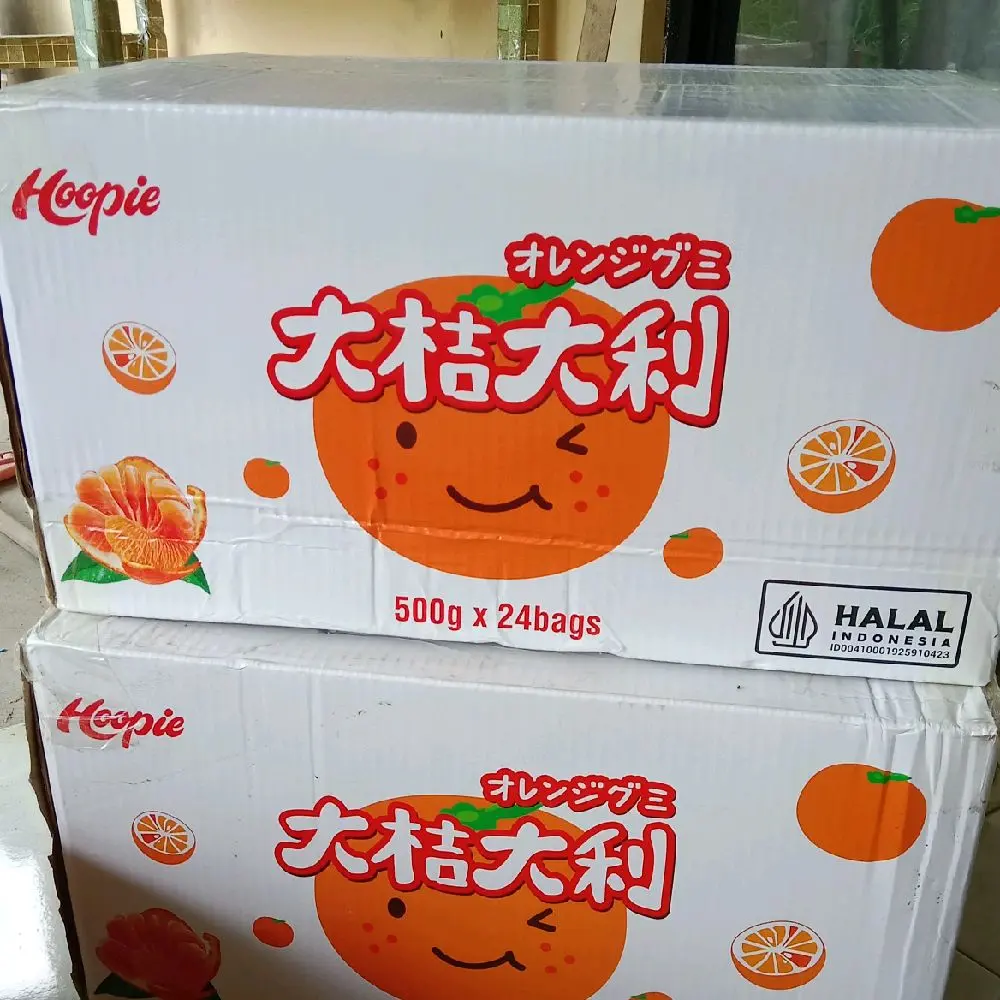 Hoopie
オレンジグミ
大桔大利
500g x 24bags
HALAL
INDONESIA
ID00410001925910423
Hoopie
オレンジグミ
大桔大利